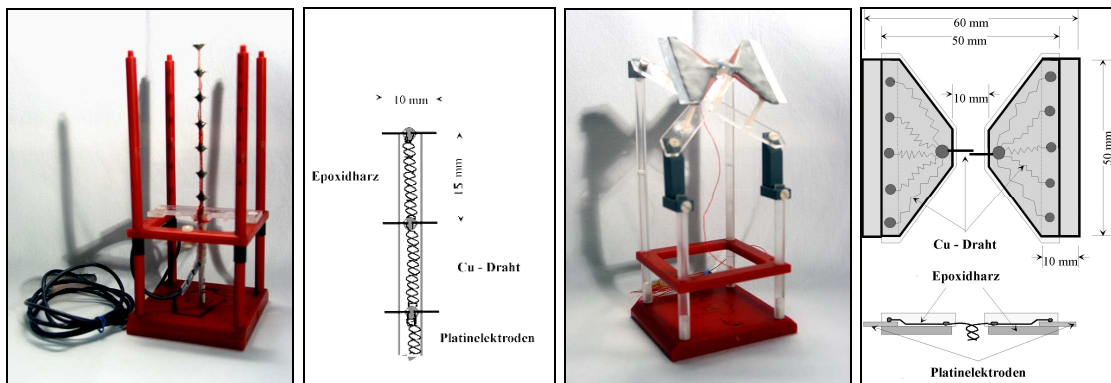 10 mm
Epoxidharz
15 mm
Cu - Draht
Platinelektroden
60 mm
50 mm
10 mm
50 mm
Cu - Draht
10 mm
Epoxidharz
Platinelektroden